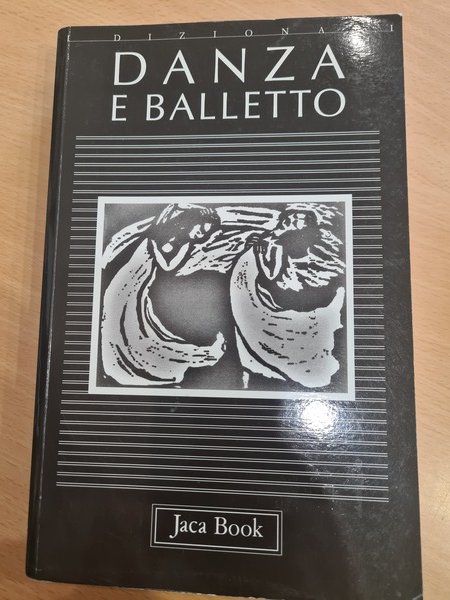 DIZIONARI
DANZA
E BALLETTO
Jaca Book